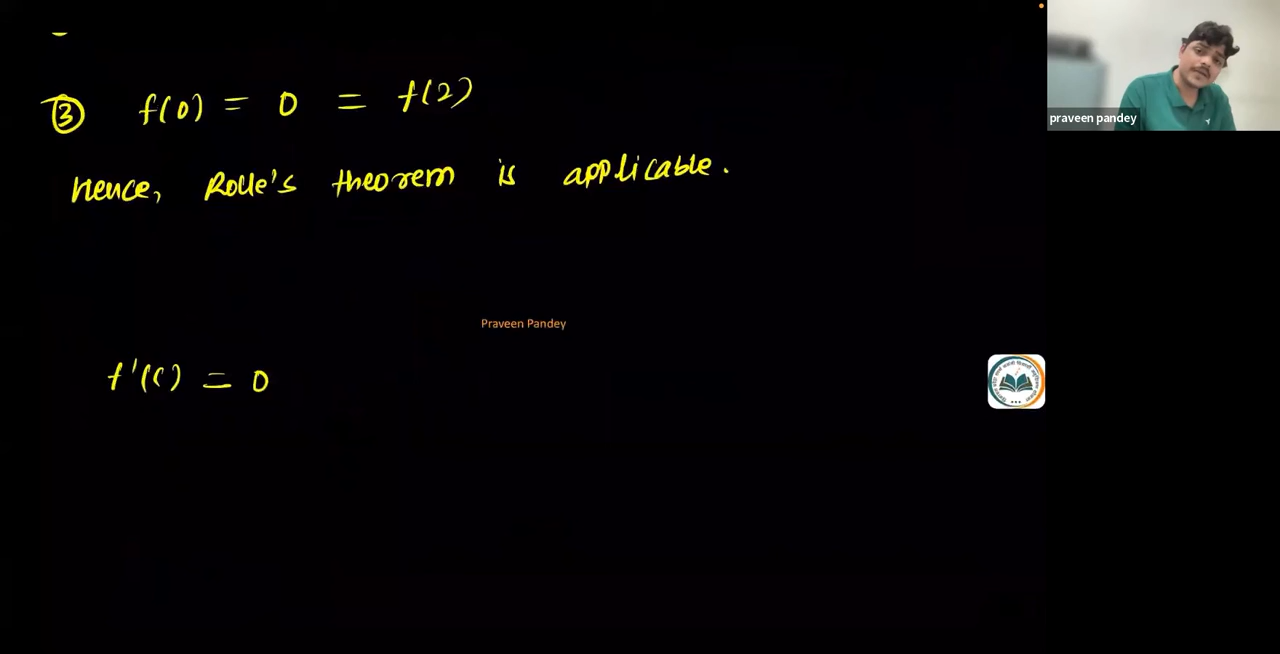 ③ f(0) = 0 = f(2)
praveen pandey
Hence, Rolle's theorem is applicable.
Praveen Pandey
f'(c) = 0